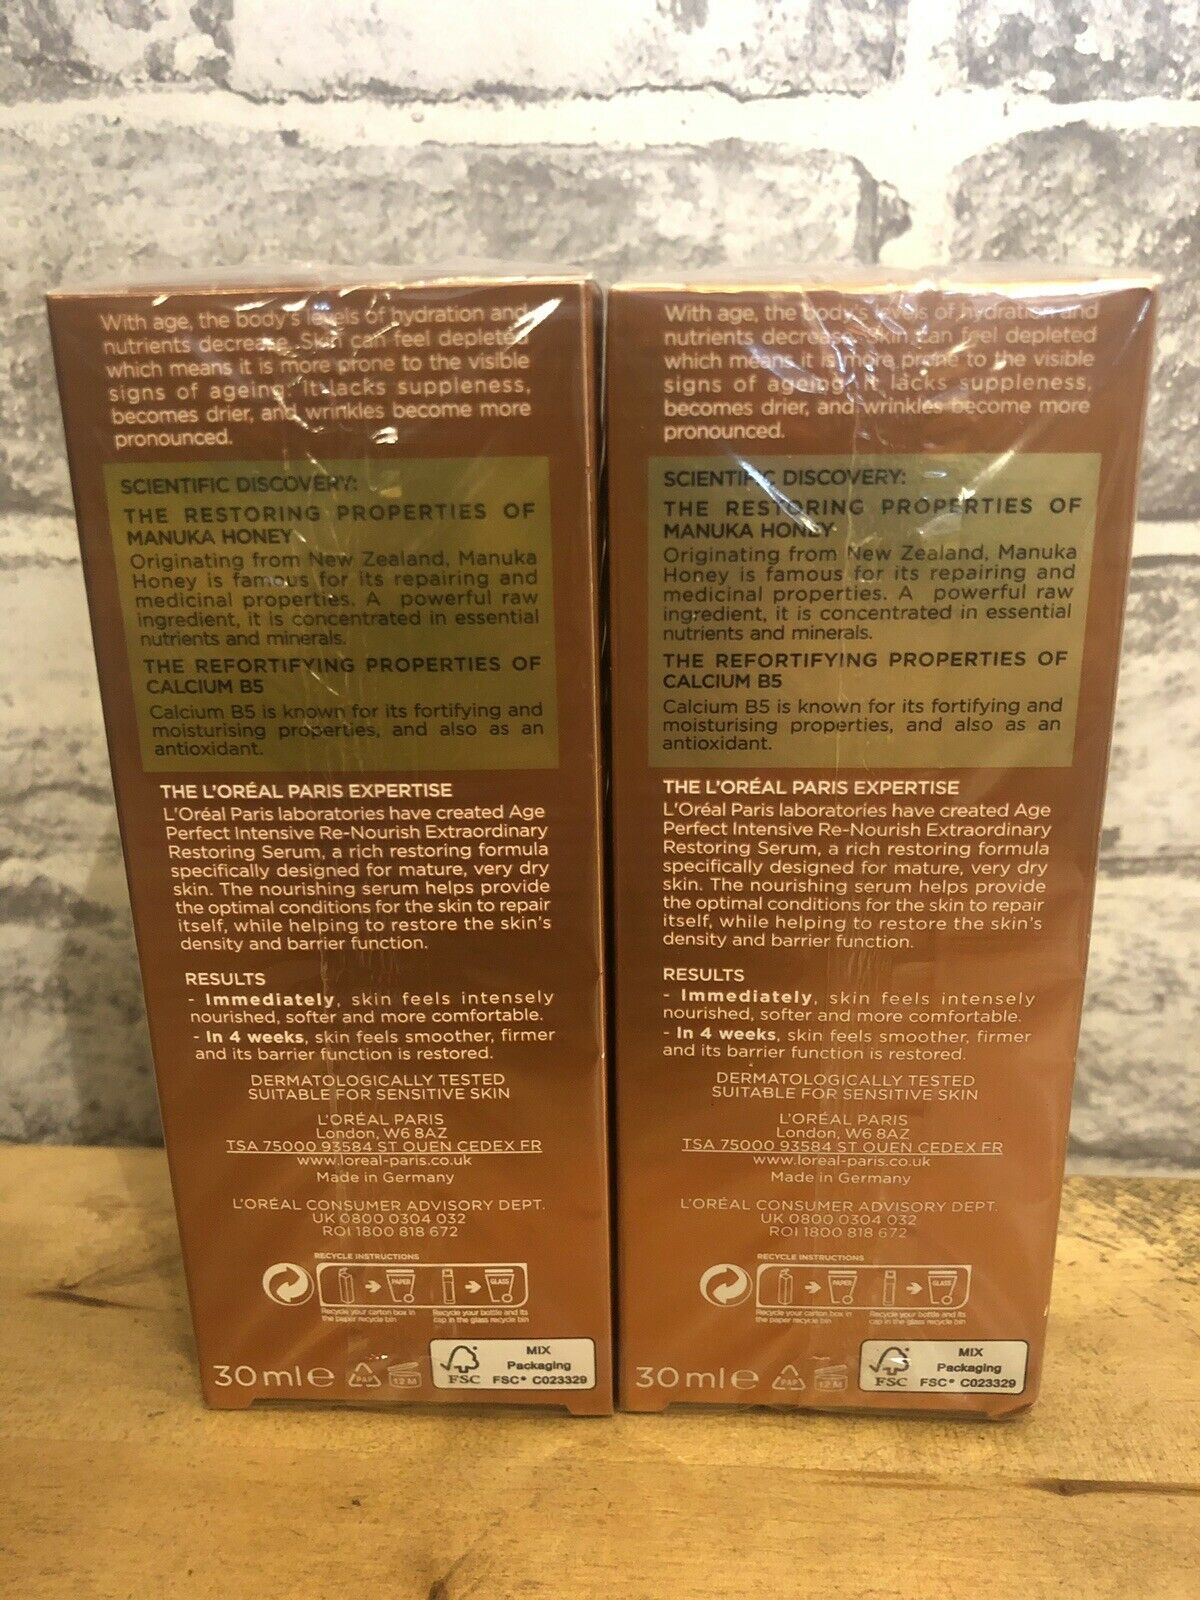 With age, the body's levels of hydration and
nutrients decrease. Skin can feel depleted
which means it is more prone to the visible
signs of ageing. It lacks suppleness,
becomes drier, and wrinkles become more
pronounced.
SCIENTIFIC DISCOVERY:
THE RESTORING PROPERTIES OF
MANUKA HONEY
Originating from New Zealand, Manuka
Honey is famous for its repairing and
medicinal properties. A powerful raw
ingredient, it is concentrated in essential
nutrients and minerals.
THE REFORTIFYING PROPERTIES OF
CALCIUM B5
Calcium B5 is known for its fortifying and
moisturising properties, and also as an
antioxidant.
THE L'ORÉAL PARIS EXPERTISE
L'Oréal Paris laboratories have created Age
Perfect Intensive Re-Nourish Extraordinary
Restoring Serum, a rich restoring formula
specifically designed for mature, very dry
skin. The nourishing serum helps provide
the optimal conditions for the skin to repair
itself, while helping to restore the skin's
density and barrier function.
RESULTS
- Immediately, skin feels intensely
nourished, softer and more comfortable.
- In 4 weeks, skin feels smoother, firmer
and its barrier function is restored.
DERMATOLOGICALLY TESTED
SUITABLE FOR SENSITIVE SKIN
L'ORÉAL PARIS
London, W6 8AZ
TSA 75000 93584 ST OUEN CEDEX FR
www.loreal-paris.co.uk
Made in Germany
L'ORÉAL CONSUMER ADVISORY DEPT.
UK 0800 0304 032
ROI 1800 818 672
RECYCLE INSTRUCTIONS
PAPER
GLASS
Recycle your carton box in
the paper recycle bin
Recycle your bottle and its
cap in the glass recycle bin
30ml e
PAP
12 M
FSC
MIX
Packaging
FSC® C023329
With age, the body's levels of hydration and
nutrients decrease. Skin can feel depleted
which means it is more prone to the visible
signs of ageing. It lacks suppleness,
becomes drier, and wrinkles become more
pronounced.
SCIENTIFIC DISCOVERY:
THE RESTORING PROPERTIES OF
MANUKA HONEY
Originating from New Zealand, Manuka
Honey is famous for its repairing and
medicinal properties. A powerful raw
ingredient, it is concentrated in essential
nutrients and minerals.
THE REFORTIFYING PROPERTIES OF
CALCIUM B5
Calcium B5 is known for its fortifying and
moisturising properties, and also as an
antioxidant.
THE L'ORÉAL PARIS EXPERTISE
L'Oréal Paris laboratories have created Age
Perfect Intensive Re-Nourish Extraordinary
Restoring Serum, a rich restoring formula
specifically designed for mature, very dry
skin. The nourishing serum helps provide
the optimal conditions for the skin to repair
itself, while helping to restore the skin's
density and barrier function.
RESULTS
- Immediately, skin feels intensely
nourished, softer and more comfortable.
- In 4 weeks, skin feels smoother, firmer
and its barrier function is restored.
DERMATOLOGICALLY TESTED
SUITABLE FOR SENSITIVE SKIN
L'ORÉAL PARIS
London, W6 8AZ
TSA 75000 93584 ST OUEN CEDEX FR
www.loreal-paris.co.uk
Made in Germany
L'ORÉAL CONSUMER ADVISORY DEPT.
UK 0800 0304 032
ROI 1800 818 672
RECYCLE INSTRUCTIONS
PAPER
GLASS
Recycle your carton box in
the paper recycle bin
Recycle your bottle and its
cap in the glass recycle bin
30ml e
PAP
12 M
FSC
MIX
Packaging
FSC® C023329